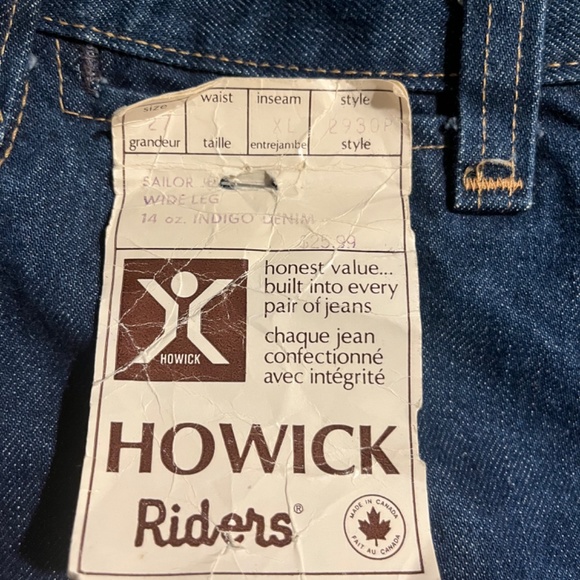 size waist inseam style
27 XL 2930P
grandeur taille entrejambe style
SAILOR
WIDE LEG
14 oz. INDIGO DENIM
$25.99
HOWICK
honest value...
built into every
pair of jeans
chaque jean
confectionné
avec intégrité
HOWICK
Riders®
MADE IN CANADA
FAIT AU CANADA